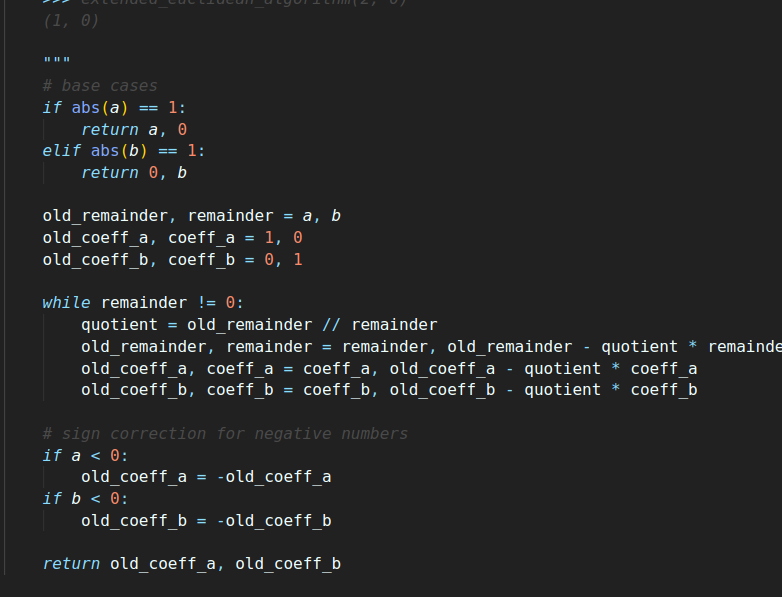 >>> extended_euclidean_algorithm(2, 0)
(1, 0)
"""
# base cases
if abs(a) == 1:
return a, 0
elif abs(b) == 1:
return 0, b
old_remainder, remainder = a, b
old_coeff_a, coeff_a = 1, 0
old_coeff_b, coeff_b = 0, 1
while remainder != 0:
quotient = old_remainder // remainder
old_remainder, remainder = remainder, old_remainder - quotient * remainde
old_coeff_a, coeff_a = coeff_a, old_coeff_a - quotient * coeff_a
old_coeff_b, coeff_b = coeff_b, old_coeff_b - quotient * coeff_b
# sign correction for negative numbers
if a < 0:
old_coeff_a = -old_coeff_a
if b < 0:
old_coeff_b = -old_coeff_b
return old_coeff_a, old_coeff_b